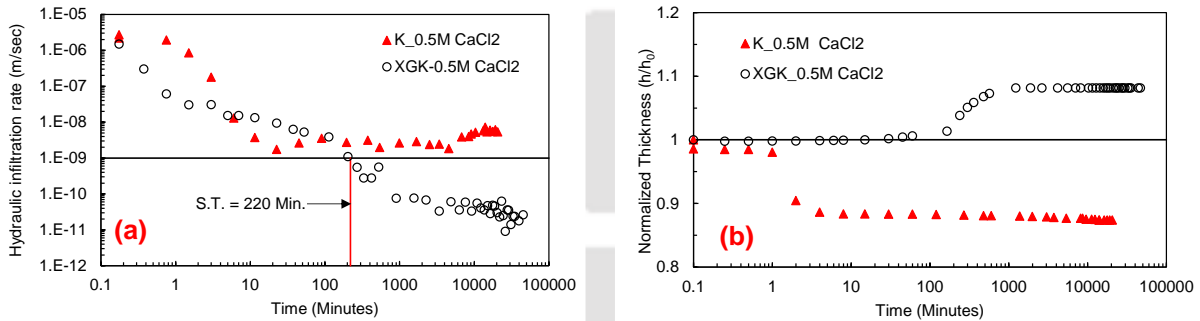 1.E-05
1.E-06
1.E-07
1.E-08
1.E-09
1.E-10
1.E-11
1.E-12
Hydraulic infiltration rate (m/sec)
K_0.5M CaCl2
XGK-0.5M CaCl2
S.T. = 220 Min.
(a)
0.1 1 10 100 1000 10000 100000
Time (Minutes)
1.2
1.1
1
0.9
0.8
Normalized Thickness (h/h0)
K_0.5M CaCl2
XGK_0.5M CaCl2
(b)
0.1 1 10 100 1000 10000 100000
Time (Minutes)